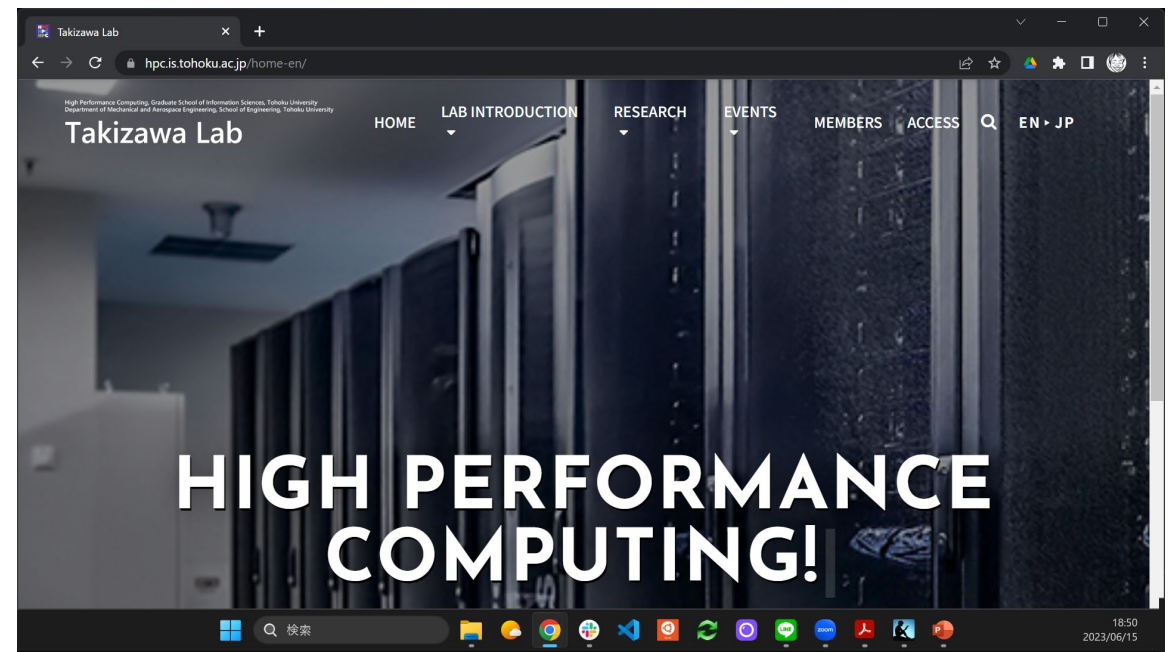 Takizawa Lab
hpc.is.tohoku.ac.jp/home-en/
High Performance Computing, Graduate School of Information Sciences, Tohoku University
Department of Mechanical and Aerospace Engineering, School of Engineering, Tohoku University
Takizawa Lab
HOME
LAB INTRODUCTION
RESEARCH
EVENTS
MEMBERS
ACCESS
EN ▸ JP
HIGH PERFORMANCE
COMPUTING!
検索
LINE
zoom
P
18:50
2023/06/15